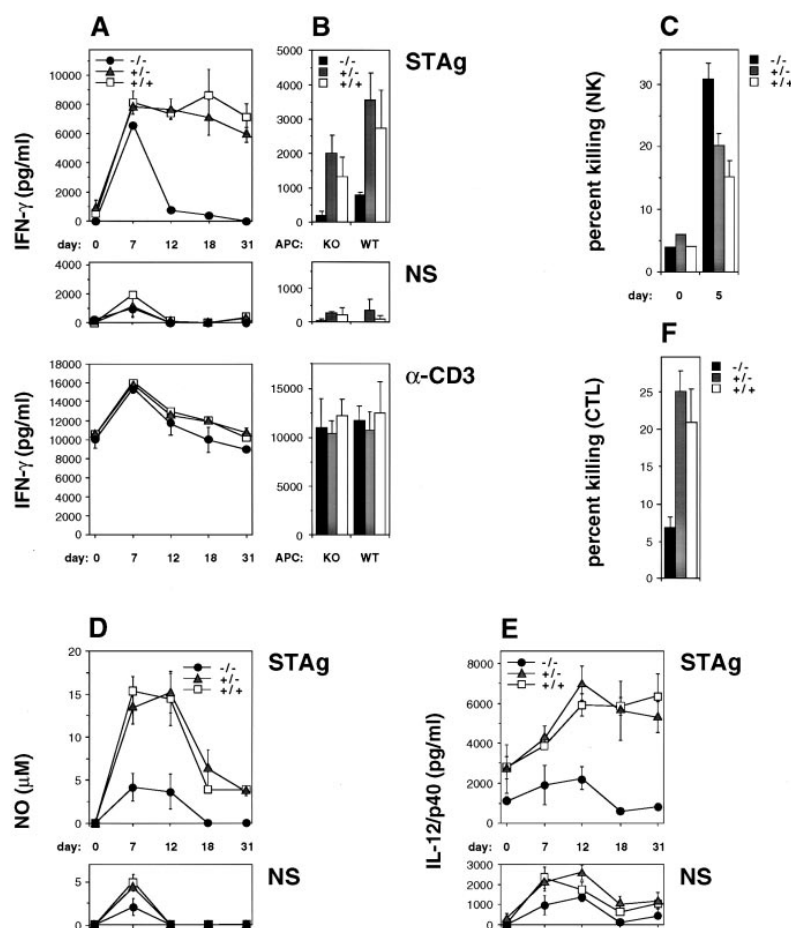 A
B
C
-/-
+/-
+/+
-/-
+/-
+/+
STAg
-/-
+/-
+/+
IFN-γ (pg/ml)
10000
8000
6000
4000
2000
0
day: 0 7 12 18 31
5000
4000
3000
2000
1000
0
APC: KO WT
percent killing (NK)
30
20
10
0
day: 0 5
NS
4000
2000
0
1000
0
α-CD3
IFN-γ (pg/ml)
18000
16000
14000
12000
10000
8000
6000
4000
2000
0
day: 0 7 12 18 31
15000
10000
5000
0
APC: KO WT
F
-/-
+/-
+/+
percent killing (CTL)
25
20
15
10
5
0
D
STAg
-/-
+/-
+/+
NO (µM)
20
15
10
5
0
day: 0 7 12 18 31
NS
5
0
E
STAg
-/-
+/-
+/+
IL-12/p40 (pg/ml)
8000
6000
4000
2000
0
day: 0 7 12 18 31
NS
3000
2000
1000
0